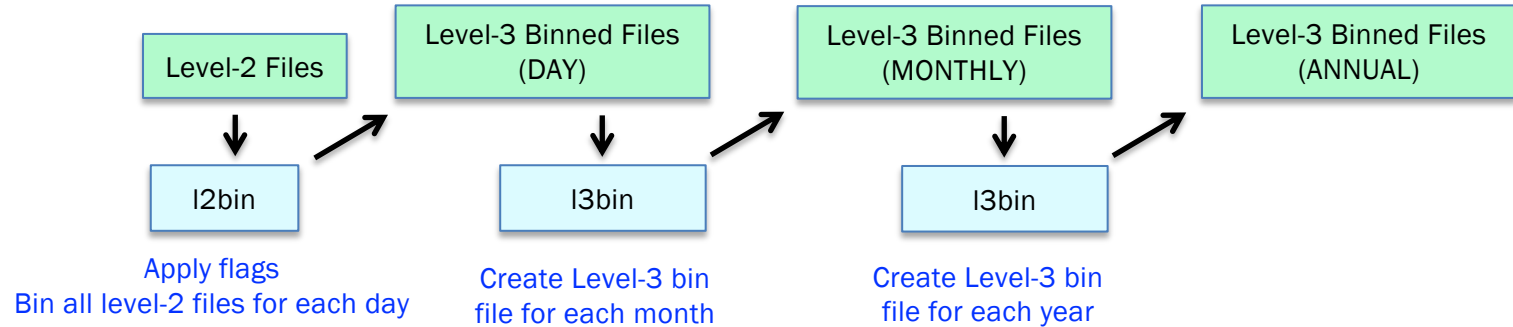 Level-2 Files
Level-3 Binned Files
(DAY)
Level-3 Binned Files
(MONTHLY)
Level-3 Binned Files
(ANNUAL)
l2bin
l3bin
l3bin
Apply flags
Bin all level-2 files for each day
Create Level-3 bin
file for each month
Create Level-3 bin
file for each year